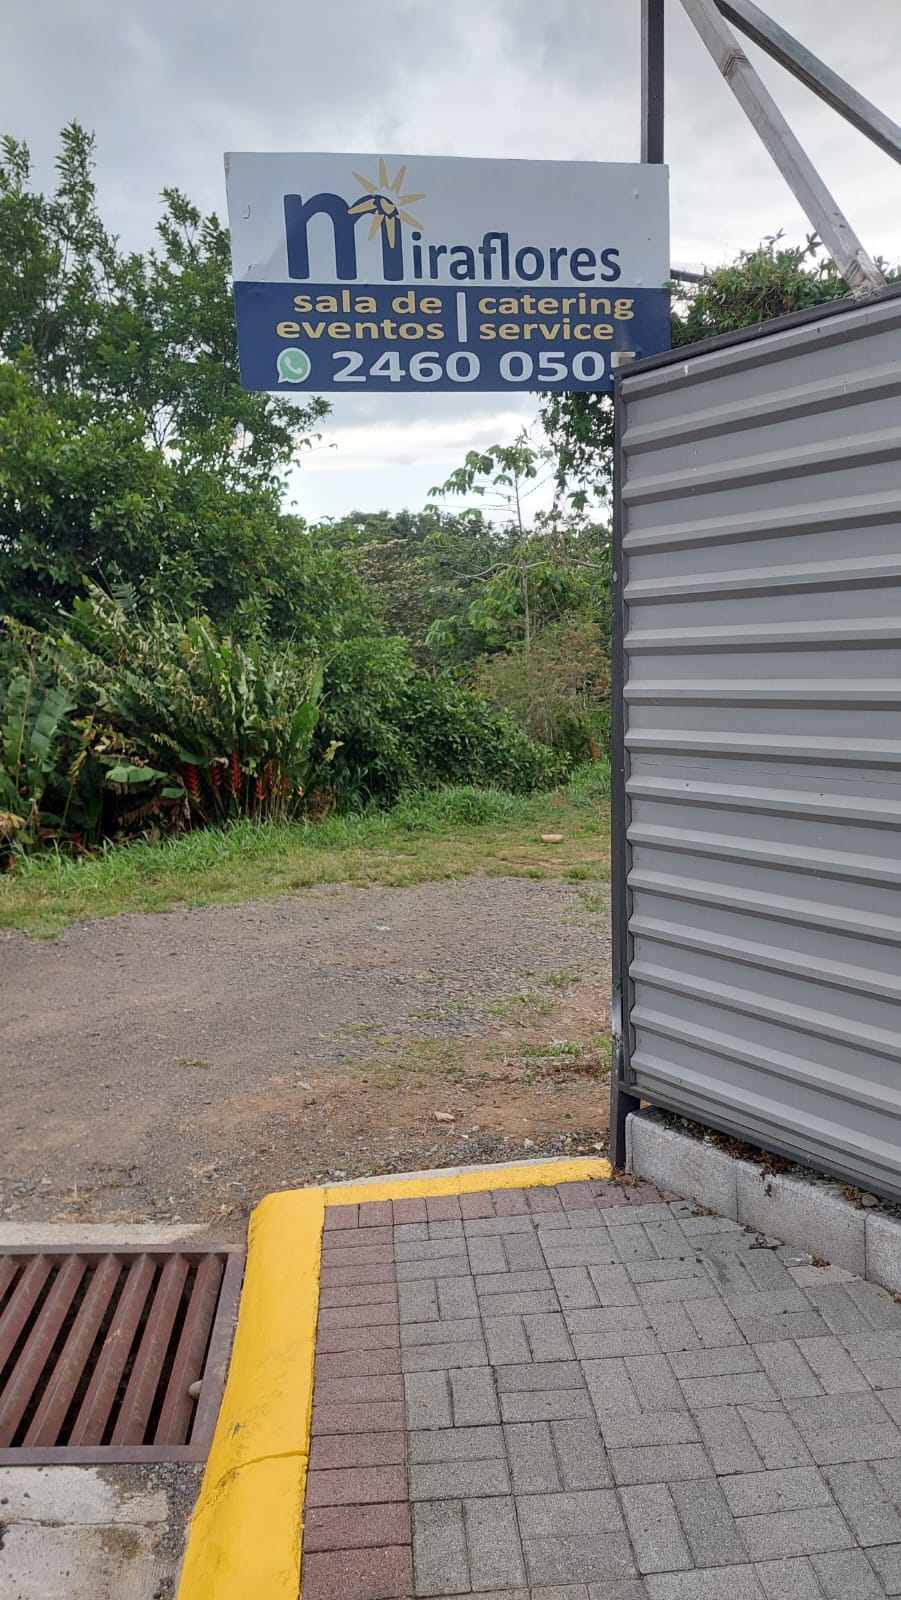 miraflores
sala de | catering
eventos | service
2460 0505